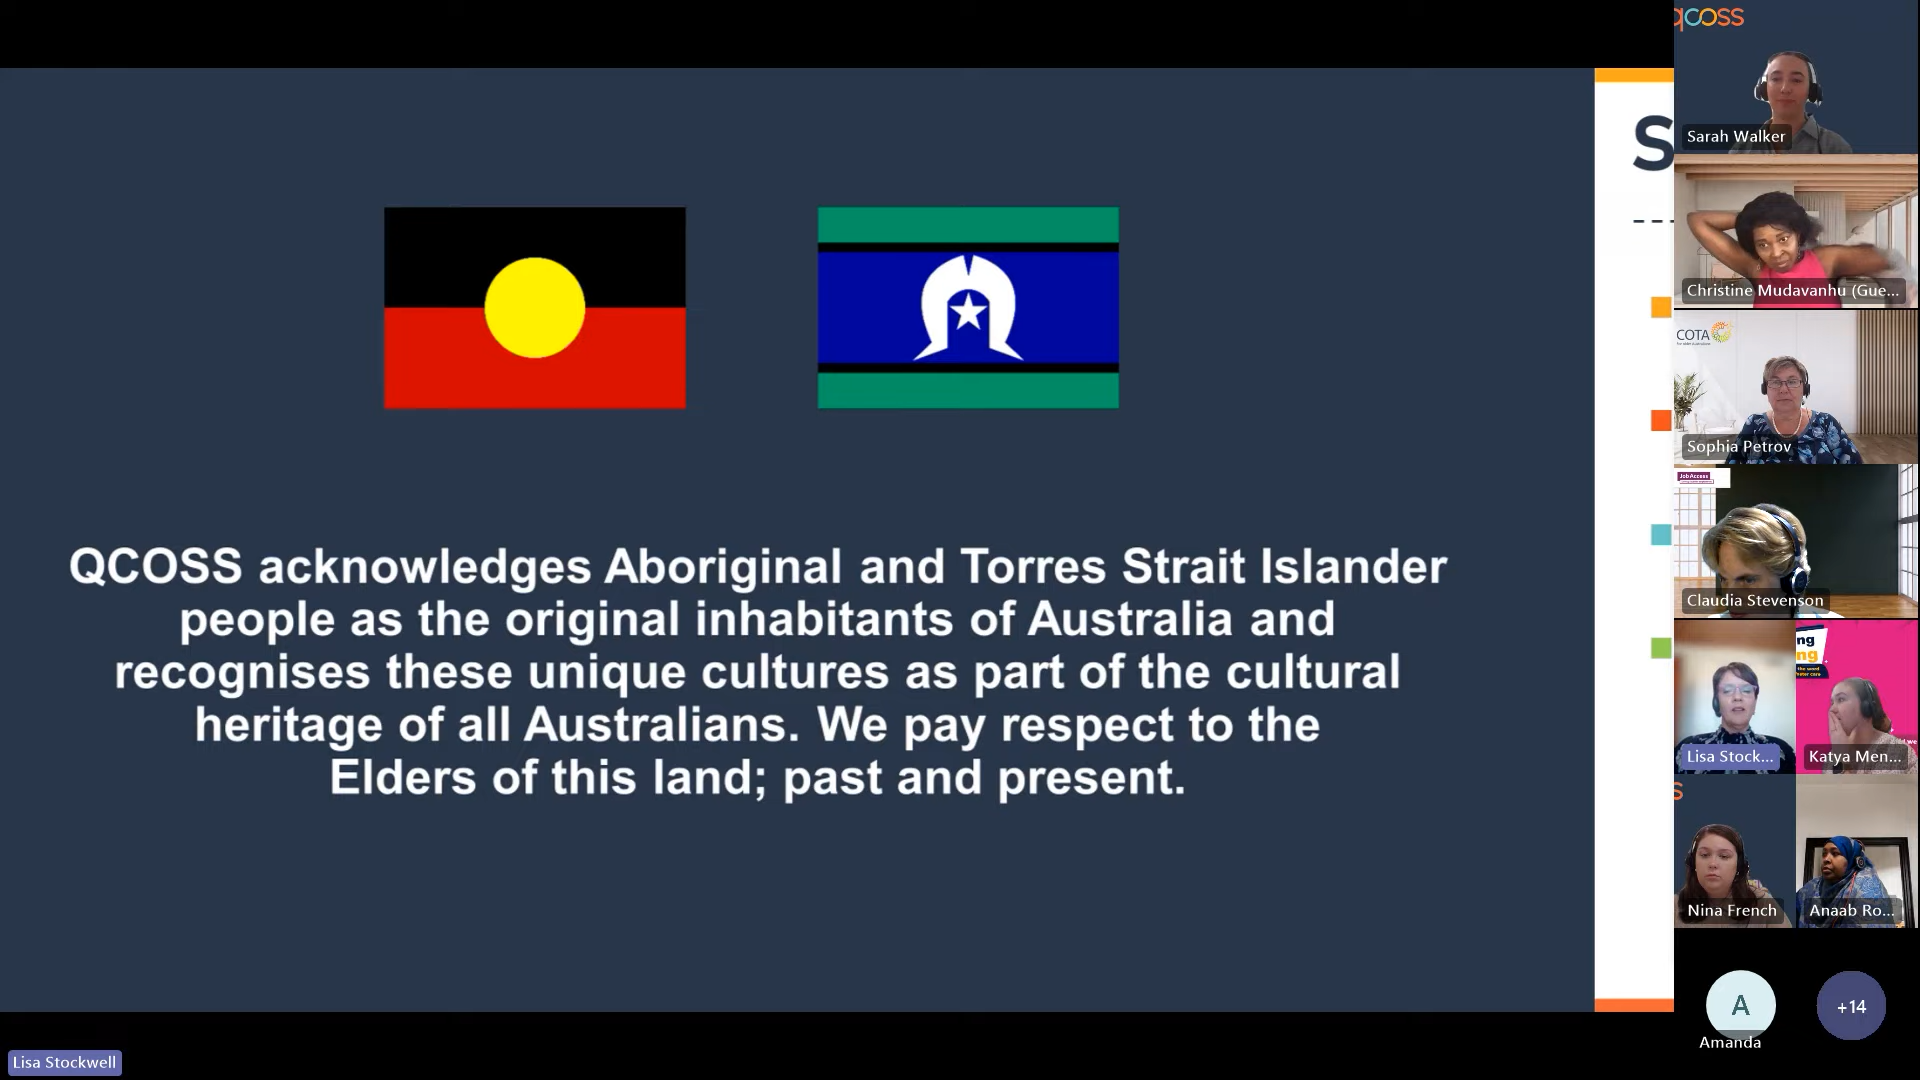 QCOSS acknowledges Aboriginal and Torres Strait Islander
people as the original inhabitants of Australia and
recognises these unique cultures as part of the cultural
heritage of all Australians. We pay respect to the
Elders of this land; past and present.
S
qcoss
Sarah Walker
Christine Mudavanhu (Gue...
COTA
Sophia Petrov
JobAccess
Claudia Stevenson
Lisa Stock...
ng
ng
Katya Men...
s
Nina French
Anaab Ro...
A
Amanda
+14
Lisa Stockwell